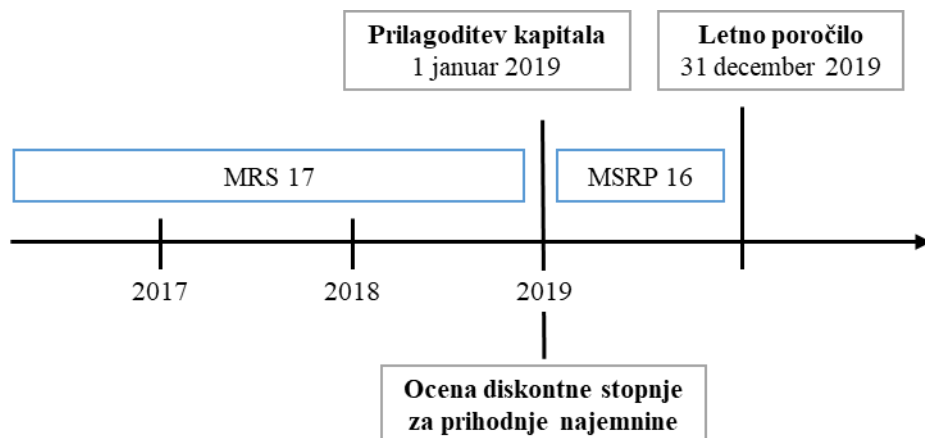 Prilagoditev kapitala
1 januar 2019
Letno poročilo
31 december 2019
MRS 17
MSRP 16
2017
2018
2019
Ocena diskontne stopnje
za prihodnje najemnine